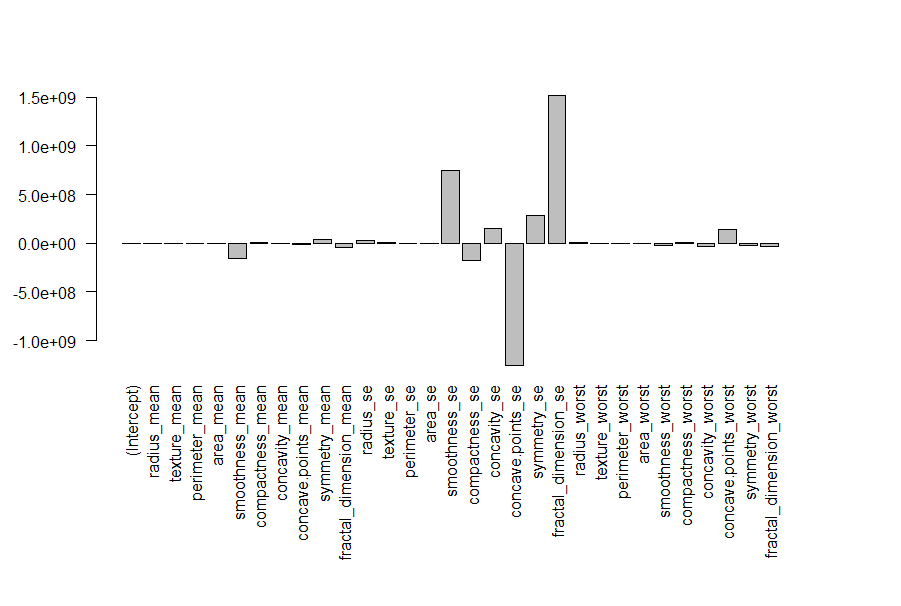 1.5e+09
1.0e+09
5.0e+08
0.0e+00
-5.0e+08
-1.0e+09
(Intercept)
radius_mean
texture_mean
perimeter_mean
area_mean
smoothness_mean
compactness_mean
concavity_mean
concave.points_mean
symmetry_mean
fractal_dimension_mean
radius_se
texture_se
perimeter_se
area_se
smoothness_se
compactness_se
concavity_se
concave.points_se
symmetry_se
fractal_dimension_se
radius_worst
texture_worst
perimeter_worst
area_worst
smoothness_worst
compactness_worst
concavity_worst
concave.points_worst
symmetry_worst
fractal_dimension_worst